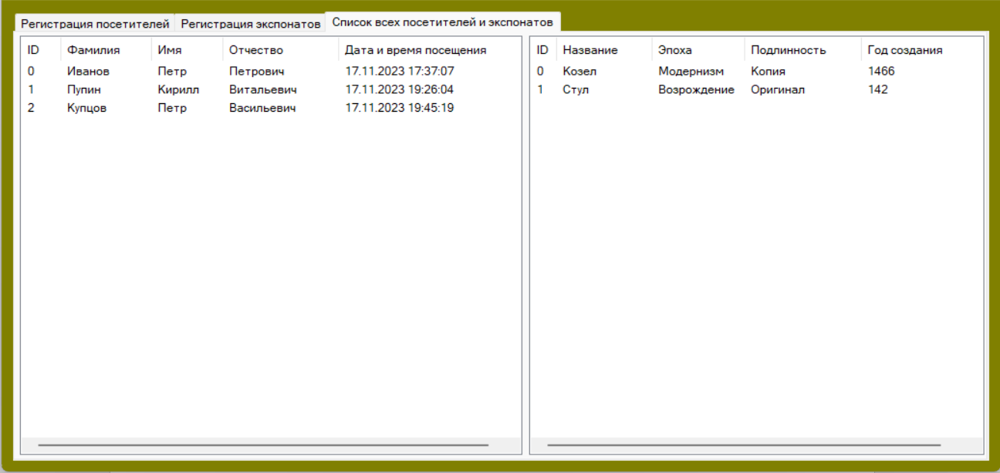 Регистрация посетителей Регистрация экспонатов Список всех посетителей и экспонатов
ID Фамилия Имя Отчество Дата и время посещения
0 Иванов Петр Петрович 17.11.2023 17:37:07
1 Пупин Кирилл Витальевич 17.11.2023 19:26:04
2 Купцов Петр Васильевич 17.11.2023 19:45:19
ID Название Эпоха Подлинность Год создания
0 Козел Модернизм Копия 1466
1 Стул Возрождение Оригинал 142